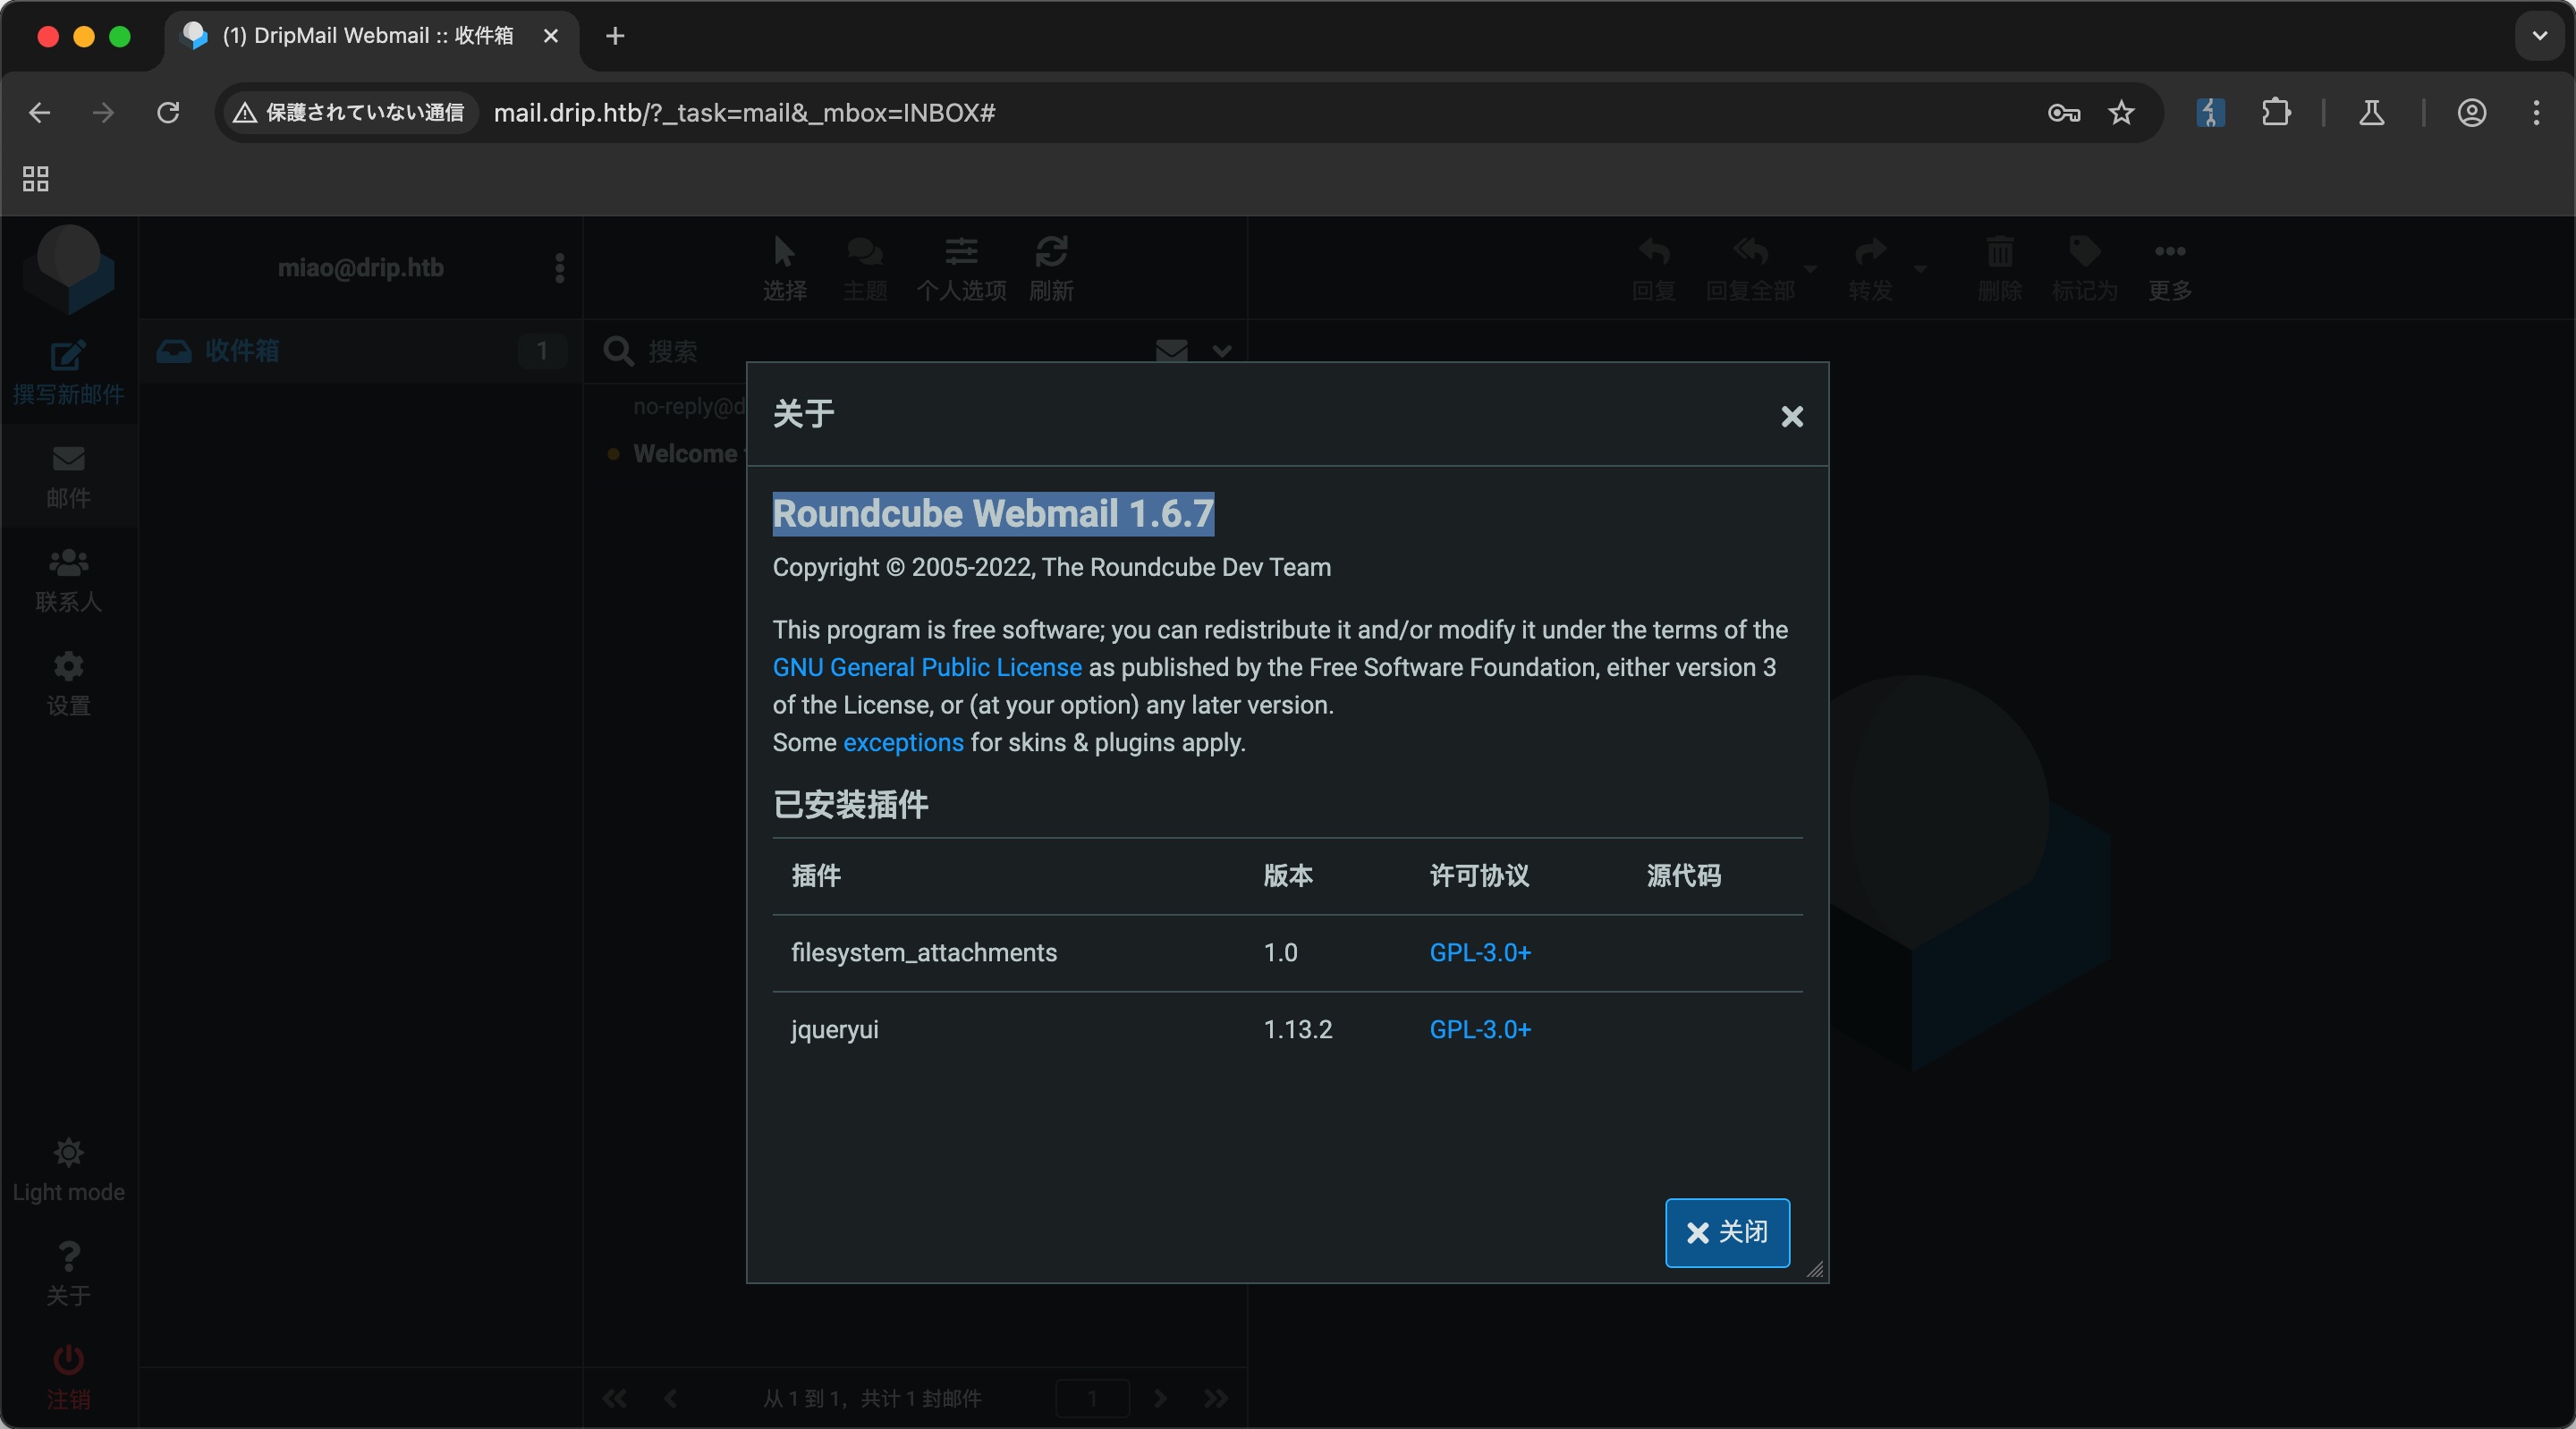 (1) DripMail Webmail :: 收件箱
保護されていない通信
mail.drip.htb/?_task=mail&_mbox=INBOX#
miao@drip.htb
选择
主题
个人选项
刷新
回复
回复全部
转发
删除
标记为
更多
撰写新邮件
邮件
联系人
设置
Light mode
关于
注销
收件箱
1
搜索
no-reply@d
Welcome
关于
Roundcube Webmail 1.6.7
Copyright © 2005-2022, The Roundcube Dev Team
This program is free software; you can redistribute it and/or modify it under the terms of the
GNU General Public License as published by the Free Software Foundation, either version 3
of the License, or (at your option) any later version.
Some exceptions for skins & plugins apply.
已安装插件
插件 版本 许可协议 源代码
filesystem_attachments 1.0 GPL-3.0+
jqueryui 1.13.2 GPL-3.0+
关闭
从 1 到 1，共计 1 封邮件
1